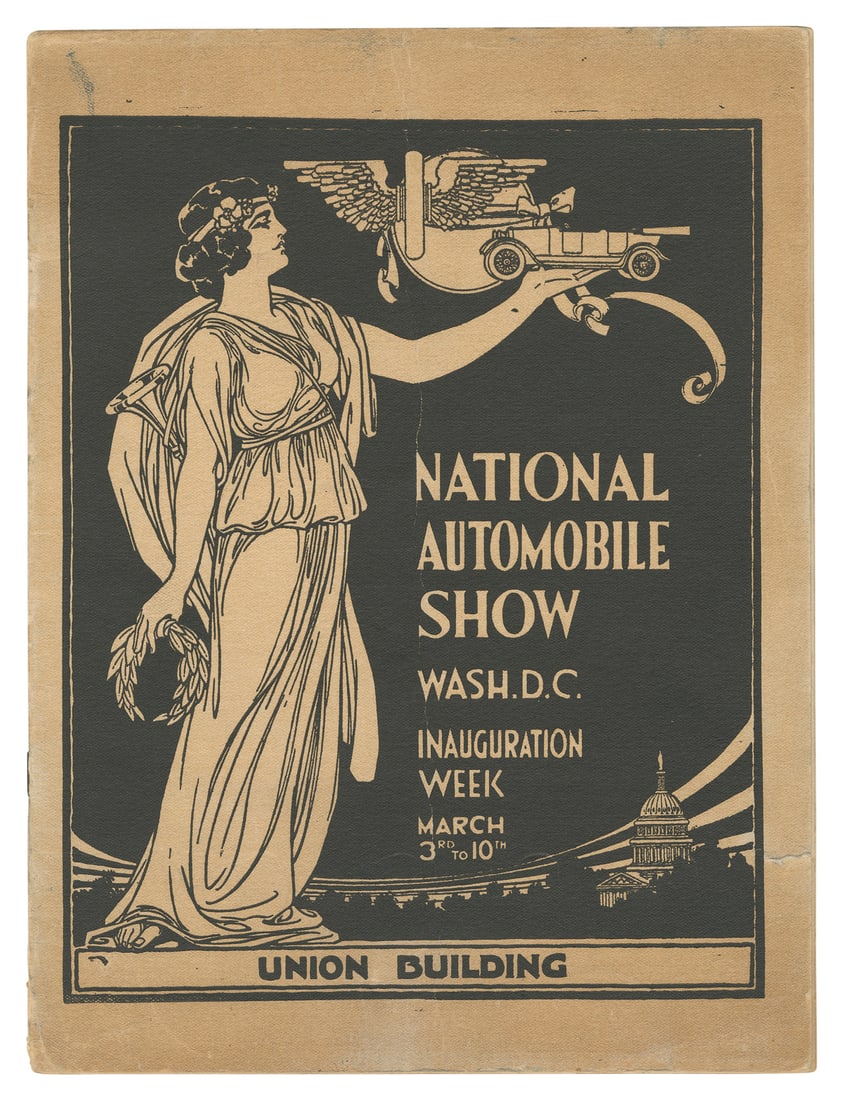 NATIONAL
AUTOMOBILE
SHOW
WASH.D.C.
INAUGURATION
WEEK
MARCH
3RD TO 10TH
UNION BUILDING